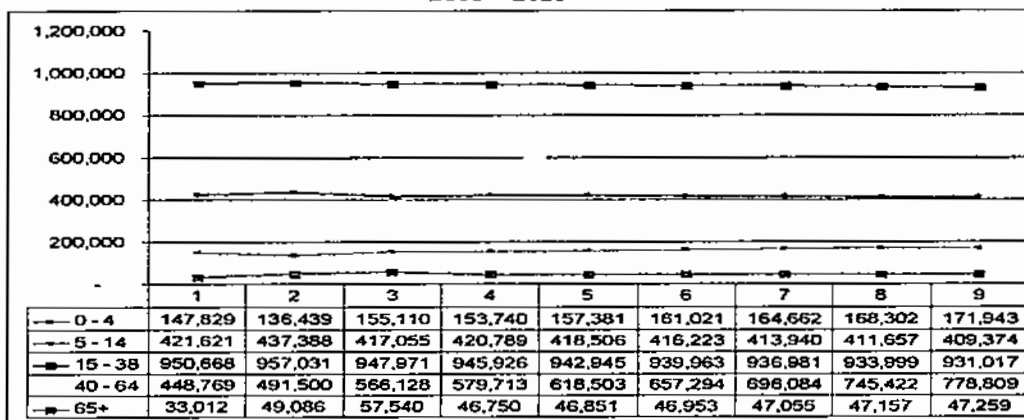 1,200,000
1,000,000
800,000
600,000
400,000
200,000
-
1 2 3 4 5 6 7 8 9
0 - 4 147,829 136,439 155,110 153,740 157,381 161,021 164,662 168,302 171,943
5 - 14 421,621 437,388 417,055 420,789 418,506 416,223 413,940 411,657 409,374
15 - 38 950,668 957,031 947,971 945,926 942,945 939,963 936,981 933,999 931,017
40 - 64 448,769 491,500 566,128 579,713 618,503 657,294 696,084 745,422 778,809
65+ 33,012 49,086 57,540 46,750 46,851 46,953 47,055 47,157 47,259